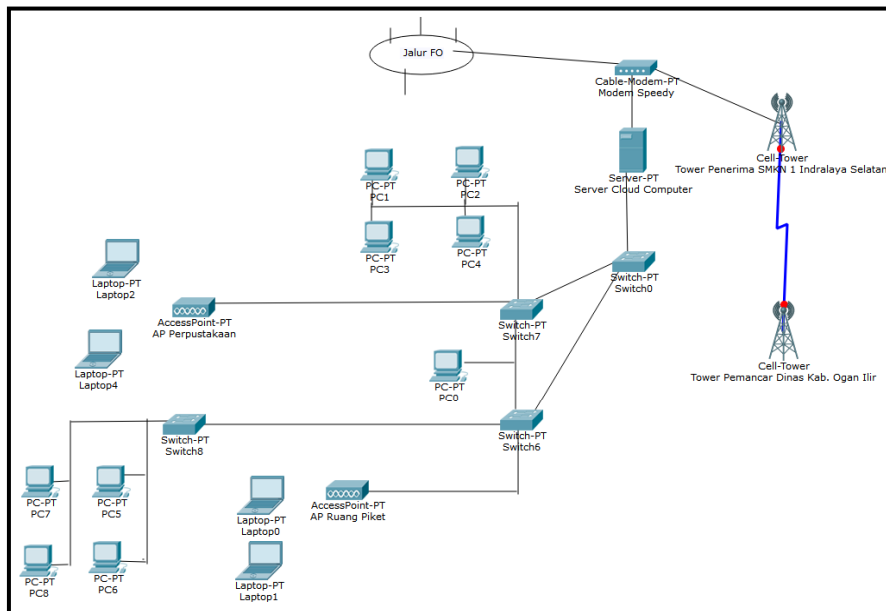 Jalur FO
Cable-Modem-PT
Modem Speedy
Cell-Tower
Tower Penerima SMKN 1 Indralaya Selatan
Server-PT
Server Cloud Computer
PC-PT
PC1
PC-PT
PC2
PC-PT
PC3
PC-PT
PC4
Switch-PT
Switch0
Laptop-PT
Laptop2
AccessPoint-PT
AP Perpustakaan
Switch-PT
Switch7
Cell-Tower
Tower Pemancar Dinas Kab. Ogan Ilir
Laptop-PT
Laptop4
PC-PT
PC0
Switch-PT
Switch8
Switch-PT
Switch6
PC-PT
PC7
PC-PT
PC5
Laptop-PT
Laptop0
AccessPoint-PT
AP Ruang Piket
PC-PT
PC8
PC-PT
PC6
Laptop-PT
Laptop1